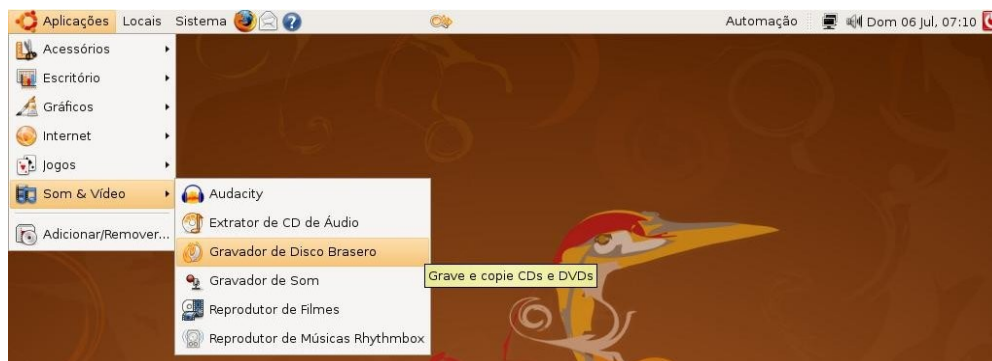 Aplicações Locais Sistema Automação Dom 06 Jul, 07:10
Acessórios
Escritório
Gráficos
Internet
Jogos
Som & Vídeo
Adicionar/Remover...
Audacity
Extrator de CD de Áudio
Gravador de Disco Brasero
Grave e copie CDs e DVDs
Gravador de Som
Reprodutor de Filmes
Reprodutor de Músicas Rhythmbox